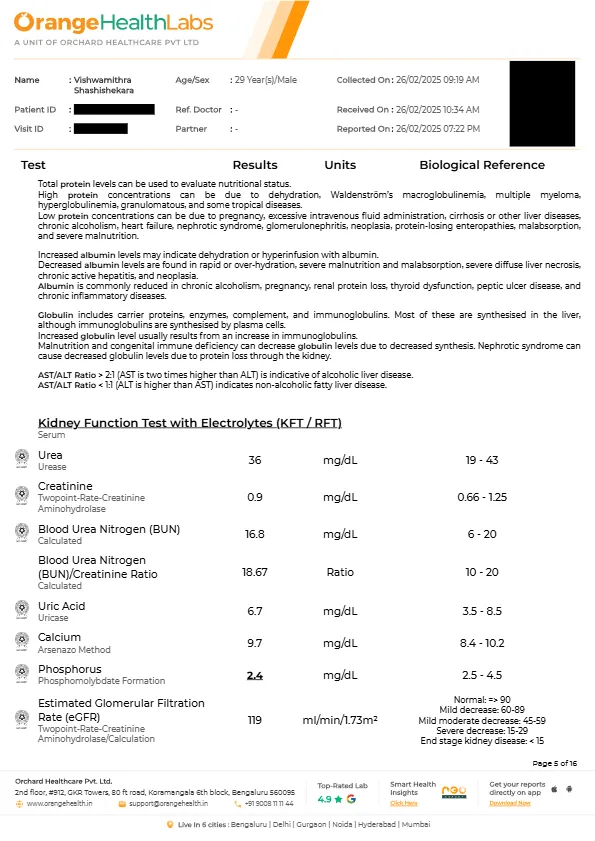 OrangeHealthLabs
A UNIT OF ORCHARD HEALTHCARE PVT LTD
Name : Vishwamithra Shashishekara Age/Sex : 29 Year(s)/Male Collected On : 26/02/2025 09:19 AM
Patient ID : Ref. Doctor : - Received On : 26/02/2025 10:34 AM
Visit ID : Partner : - Reported On : 26/02/2025 07:22 PM
Test Results Units Biological Reference
Total protein levels can be used to evaluate nutritional status.
High protein concentrations can be due to dehydration, Waldenström's macroglobulinemia, multiple myeloma,
hyperglobulinemia, granulomatous, and some tropical diseases.
Low protein concentrations can be due to pregnancy, excessive intravenous fluid administration, cirrhosis or other liver diseases,
chronic alcoholism, heart failure, nephrotic syndrome, glomerulonephritis, neoplasia, protein-losing enteropathies, malabsorption,
and severe malnutrition.
Increased albumin levels may indicate dehydration or hyperinfusion with albumin.
Decreased albumin levels are found in rapid or over-hydration, severe malnutrition and malabsorption, severe diffuse liver necrosis,
chronic active hepatitis, and neoplasia.
Albumin is commonly reduced in chronic alcoholism, pregnancy, renal protein loss, thyroid dysfunction, peptic ulcer disease, and
chronic inflammatory diseases.
Globulin includes carrier proteins, enzymes, complement, and immunoglobulins. Most of these are synthesised in the liver,
although immunoglobulins are synthesised by plasma cells.
Increased globulin level usually results from an increase in immunoglobulins.
Malnutrition and congenital immune deficiency can decrease globulin levels due to decreased synthesis. Nephrotic syndrome can
cause decreased globulin levels due to protein loss through the kidney.
AST/ALT Ratio > 2:1 (AST is two times higher than ALT) is indicative of alcoholic liver disease.
AST/ALT Ratio < 1:1 (ALT is higher than AST) indicates non-alcoholic fatty liver disease.
Kidney Function Test with Electrolytes (KFT / RFT)
Serum
Urea 36 mg/dL 19 - 43
Urease
Creatinine 0.9 mg/dL 0.66 - 1.25
Twopoint-Rate-Creatinine
Aminohydrolase
Blood Urea Nitrogen (BUN) 16.8 mg/dL 6 - 20
Calculated
Blood Urea Nitrogen
(BUN)/Creatinine Ratio 18.67 Ratio 10 - 20
Calculated
Uric Acid 6.7 mg/dL 3.5 - 8.5
Uricase
Calcium 9.7 mg/dL 8.4 - 10.2
Arsenazo Method
Phosphorus 2.4 mg/dL 2.5 - 4.5
Phosphomolybdate Formation
Estimated Glomerular Filtration
Rate (eGFR) 119 ml/min/1.73m²
Twopoint-Rate-Creatinine
Aminohydrolase/Calculation
Normal: => 90
Mild decrease: 60-89
Mild moderate decrease: 45-59
Severe decrease: 15-29
End stage kidney disease: < 15
Page 5 of 16
Orchard Healthcare Pvt. Ltd.
2nd floor, #912, GKR Towers, 80 ft road, Koramangala 6th block, Bengaluru 560095
www.orangehealth.in support@orangehealth.in +91 9008 11 11 44
Top-Rated Lab
4.9 ★ G
Smart Health
Insights
Click Here
Get your reports
directly on app
Download Now
Live in 6 cities : Bengaluru | Delhi | Gurgaon | Noida | Hyderabad | Mumbai